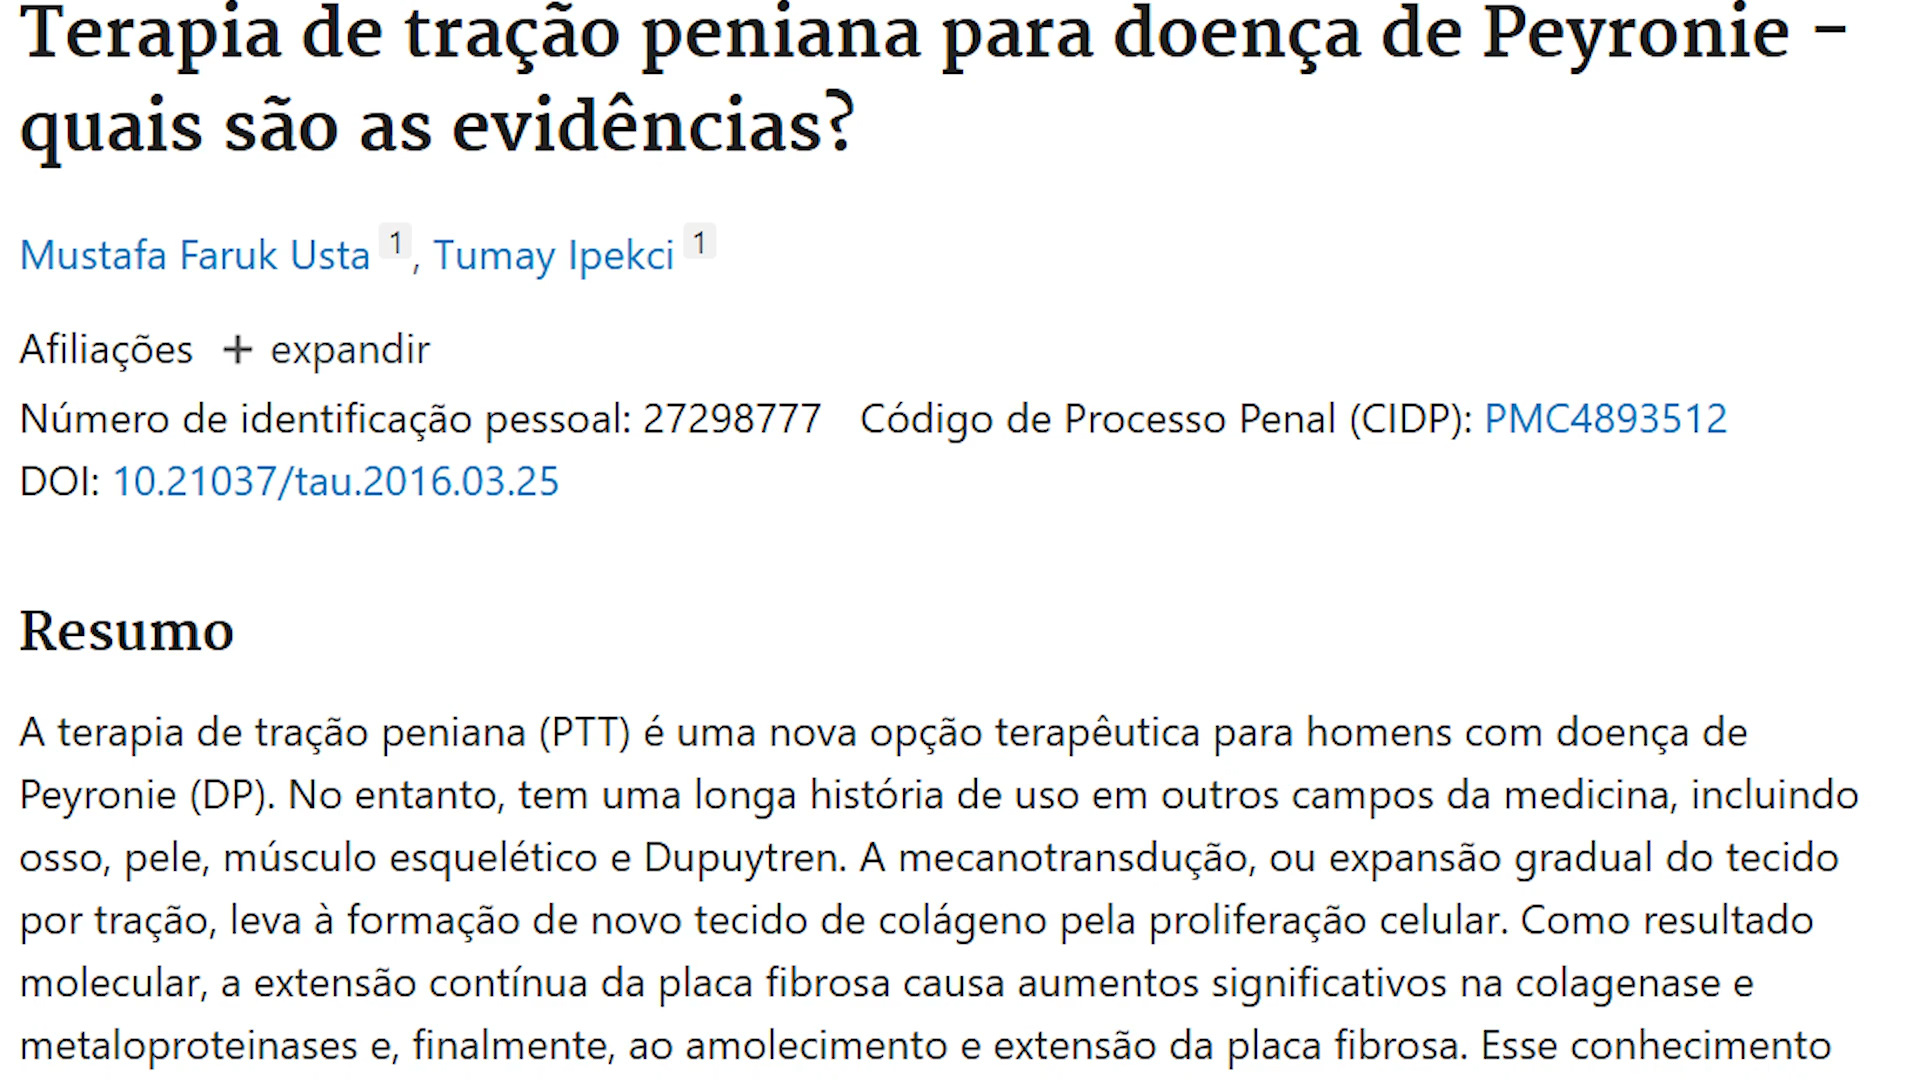 Terapia de tração peniana para doença de Peyronie -
quais são as evidências?
Mustafa Faruk Usta 1, Tumay Ipekci 1
Afiliações + expandir
Número de identificação pessoal: 27298777 Código de Processo Penal (CIDP): PMC4893512
DOI: 10.21037/tau.2016.03.25
Resumo
A terapia de tração peniana (PTT) é uma nova opção terapêutica para homens com doença de
Peyronie (DP). No entanto, tem uma longa história de uso em outros campos da medicina, incluindo
osso, pele, músculo esquelético e Dupuytren. A mecanotransdução, ou expansão gradual do tecido
por tração, leva à formação de novo tecido de colágeno pela proliferação celular. Como resultado
molecular, a extensão contínua da placa fibrosa causa aumentos significativos na colagenase e
metaloproteinases e, finalmente, ao amolecimento e extensão da placa fibrosa. Esse conhecimento